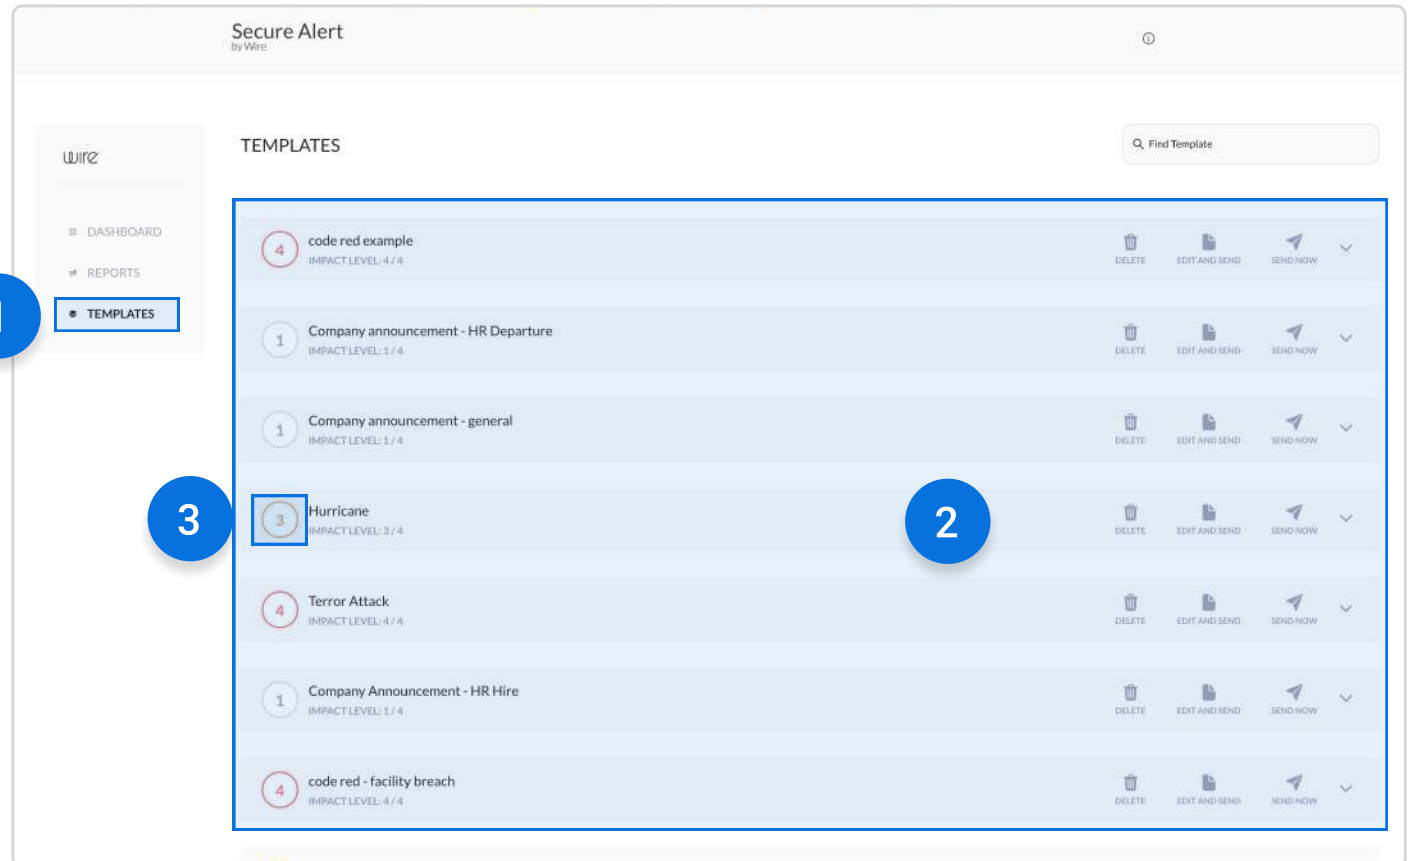 Secure Alert
by Wire
wire
TEMPLATES
Find Template
DASHBOARD
REPORTS
TEMPLATES
1
4
code red example
IMPACT LEVEL: 4 / 4
DELETE
EDIT AND SEND
SEND NOW
1
Company announcement - HR Departure
IMPACT LEVEL: 1 / 4
DELETE
EDIT AND SEND
SEND NOW
1
Company announcement - general
IMPACT LEVEL: 1 / 4
DELETE
EDIT AND SEND
SEND NOW
3
3
Hurricane
IMPACT LEVEL: 3 / 4
2
DELETE
EDIT AND SEND
SEND NOW
4
Terror Attack
IMPACT LEVEL: 4 / 4
DELETE
EDIT AND SEND
SEND NOW
1
Company Announcement - HR Hire
IMPACT LEVEL: 1 / 4
DELETE
EDIT AND SEND
SEND NOW
4
code red - facility breach
IMPACT LEVEL: 4 / 4
DELETE
EDIT AND SEND
SEND NOW